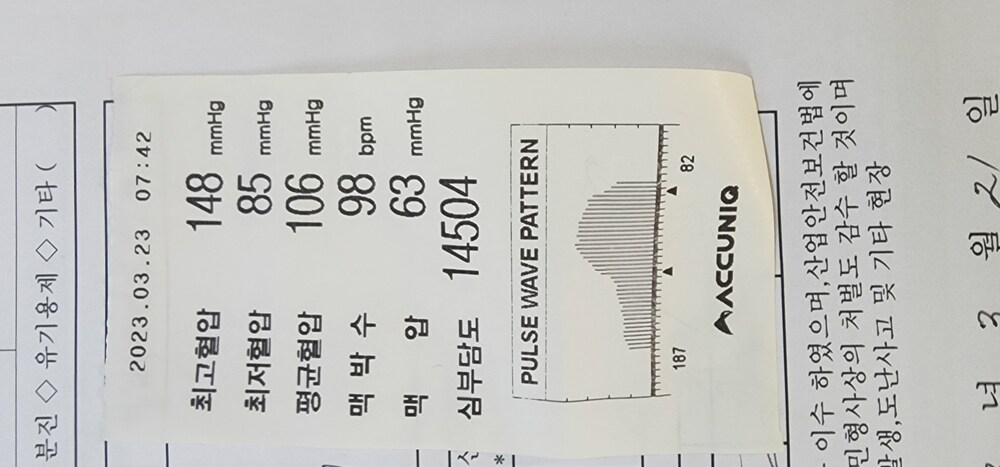 2023.03.23 07:42
최고혈압 148 mmHg
최저혈압 85 mmHg
평균혈압 106 mmHg
맥 박 수 98 bpm
맥 압 63 mmHg
심부담도 14504
PULSE WAVE PATTERN
187 82
ACCUNIQ
분진 ◇ 유기용제 ◇ 기타 ( )
이수 하였으며,산업안전보건법에
민형사상의 처벌도 감수 할 것이며
발생,도난사고 및 기타 현장
년 3 월 21 일